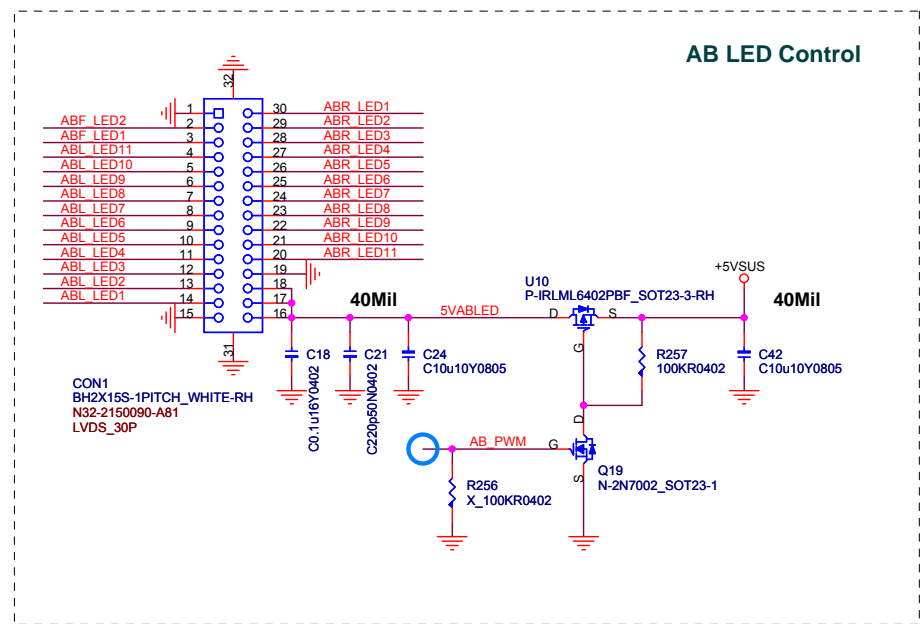 AB LED Control
32
1
2
3
4
5
6
7
8
9
10
11
12
13
14
15
30
29
28
27
26
25
24
23
22
21
20
19
18
17
16
31
ABF_LED2
ABF_LED1
ABL_LED11
ABL_LED10
ABL_LED9
ABL_LED8
ABL_LED7
ABL_LED6
ABL_LED5
ABL_LED4
ABL_LED3
ABL_LED2
ABL_LED1
ABR_LED1
ABR_LED2
ABR_LED3
ABR_LED4
ABR_LED5
ABR_LED6
ABR_LED7
ABR_LED8
ABR_LED9
ABR_LED10
ABR_LED11
CON1
BH2X15S-1PITCH_WHITE-RH
N32-2150090-A81
LVDS_30P
40Mil
5VABLED
C18
C0.1u16Y0402
C21
C220p50N0402
C24
C10u10Y0805
U10
P-IRLML6402PBF_SOT23-3-RH
D
S
G
+5VSUS
40Mil
R257
100KR0402
C42
C10u10Y0805
AB_PWM
G
D
S
Q19
N-2N7002_SOT23-1
R256
X_100KR0402